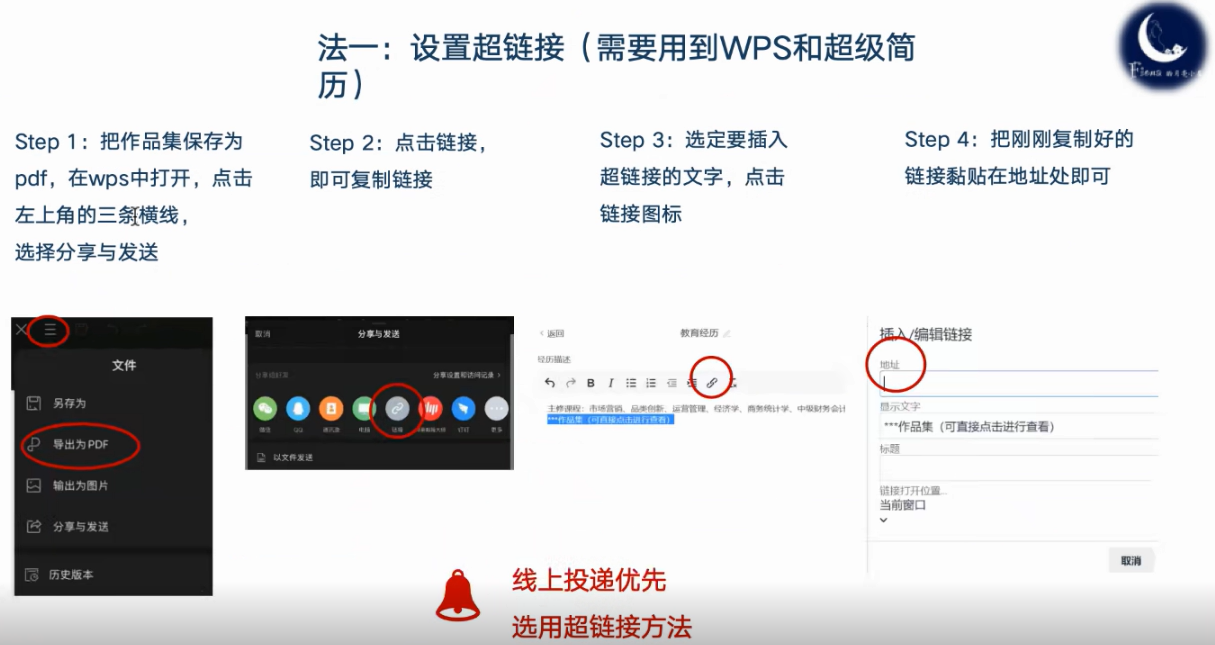 法一：设置超链接（需要用到WPS和超级简
历）
Step 1：把作品集保存为
pdf，在wps中打开，点击
左上角的三条横线，
选择分享与发送
Step 2：点击链接，
即可复制链接
Step 3：选定要插入
超链接的文字，点击
链接图标
Step 4：把刚刚复制好的
链接黏贴在地址处即可
文件
另存为
导出为PDF
输出为图片
分享与发送
历史版本
取消
分享与发送
分享设置和访问记录
微信
QQ
通讯录
电脑
链接
钉钉
更多
以文件发送
返回
教育经历
经历描述
B
I
主修课程：市场营销、品类创新、运营管理、经济学、商务统计学、中级财务会计
***作品集（可直接点击进行查看）
插入/编辑链接
地址
显示文字
***作品集（可直接点击进行查看）
标题
链接打开位置...
当前窗口
取消
线上投递优先
选用超链接方法